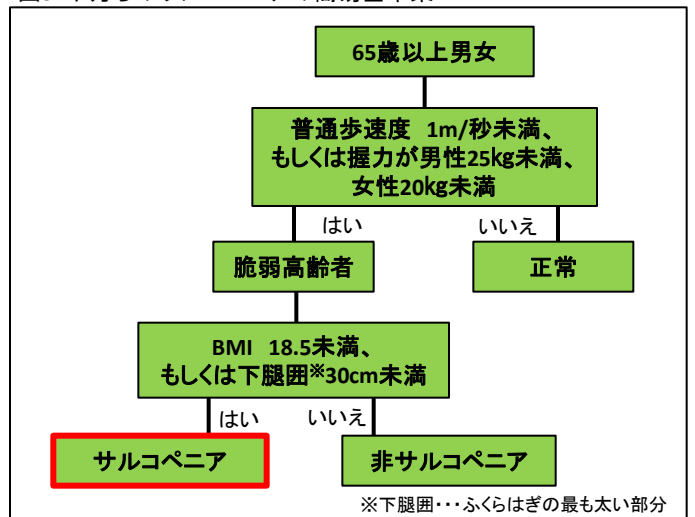 65歳以上男女
普通歩速度 1m/秒未満、
もしくは握力が男性25kg未満、
女性20kg未満
はい
いいえ
脆弱高齢者
正常
BMI 18.5未満、
もしくは下腿囲※30cm未満
はい
いいえ
サルコペニア
非サルコペニア
※下腿囲・・・ふくらはぎの最も太い部分